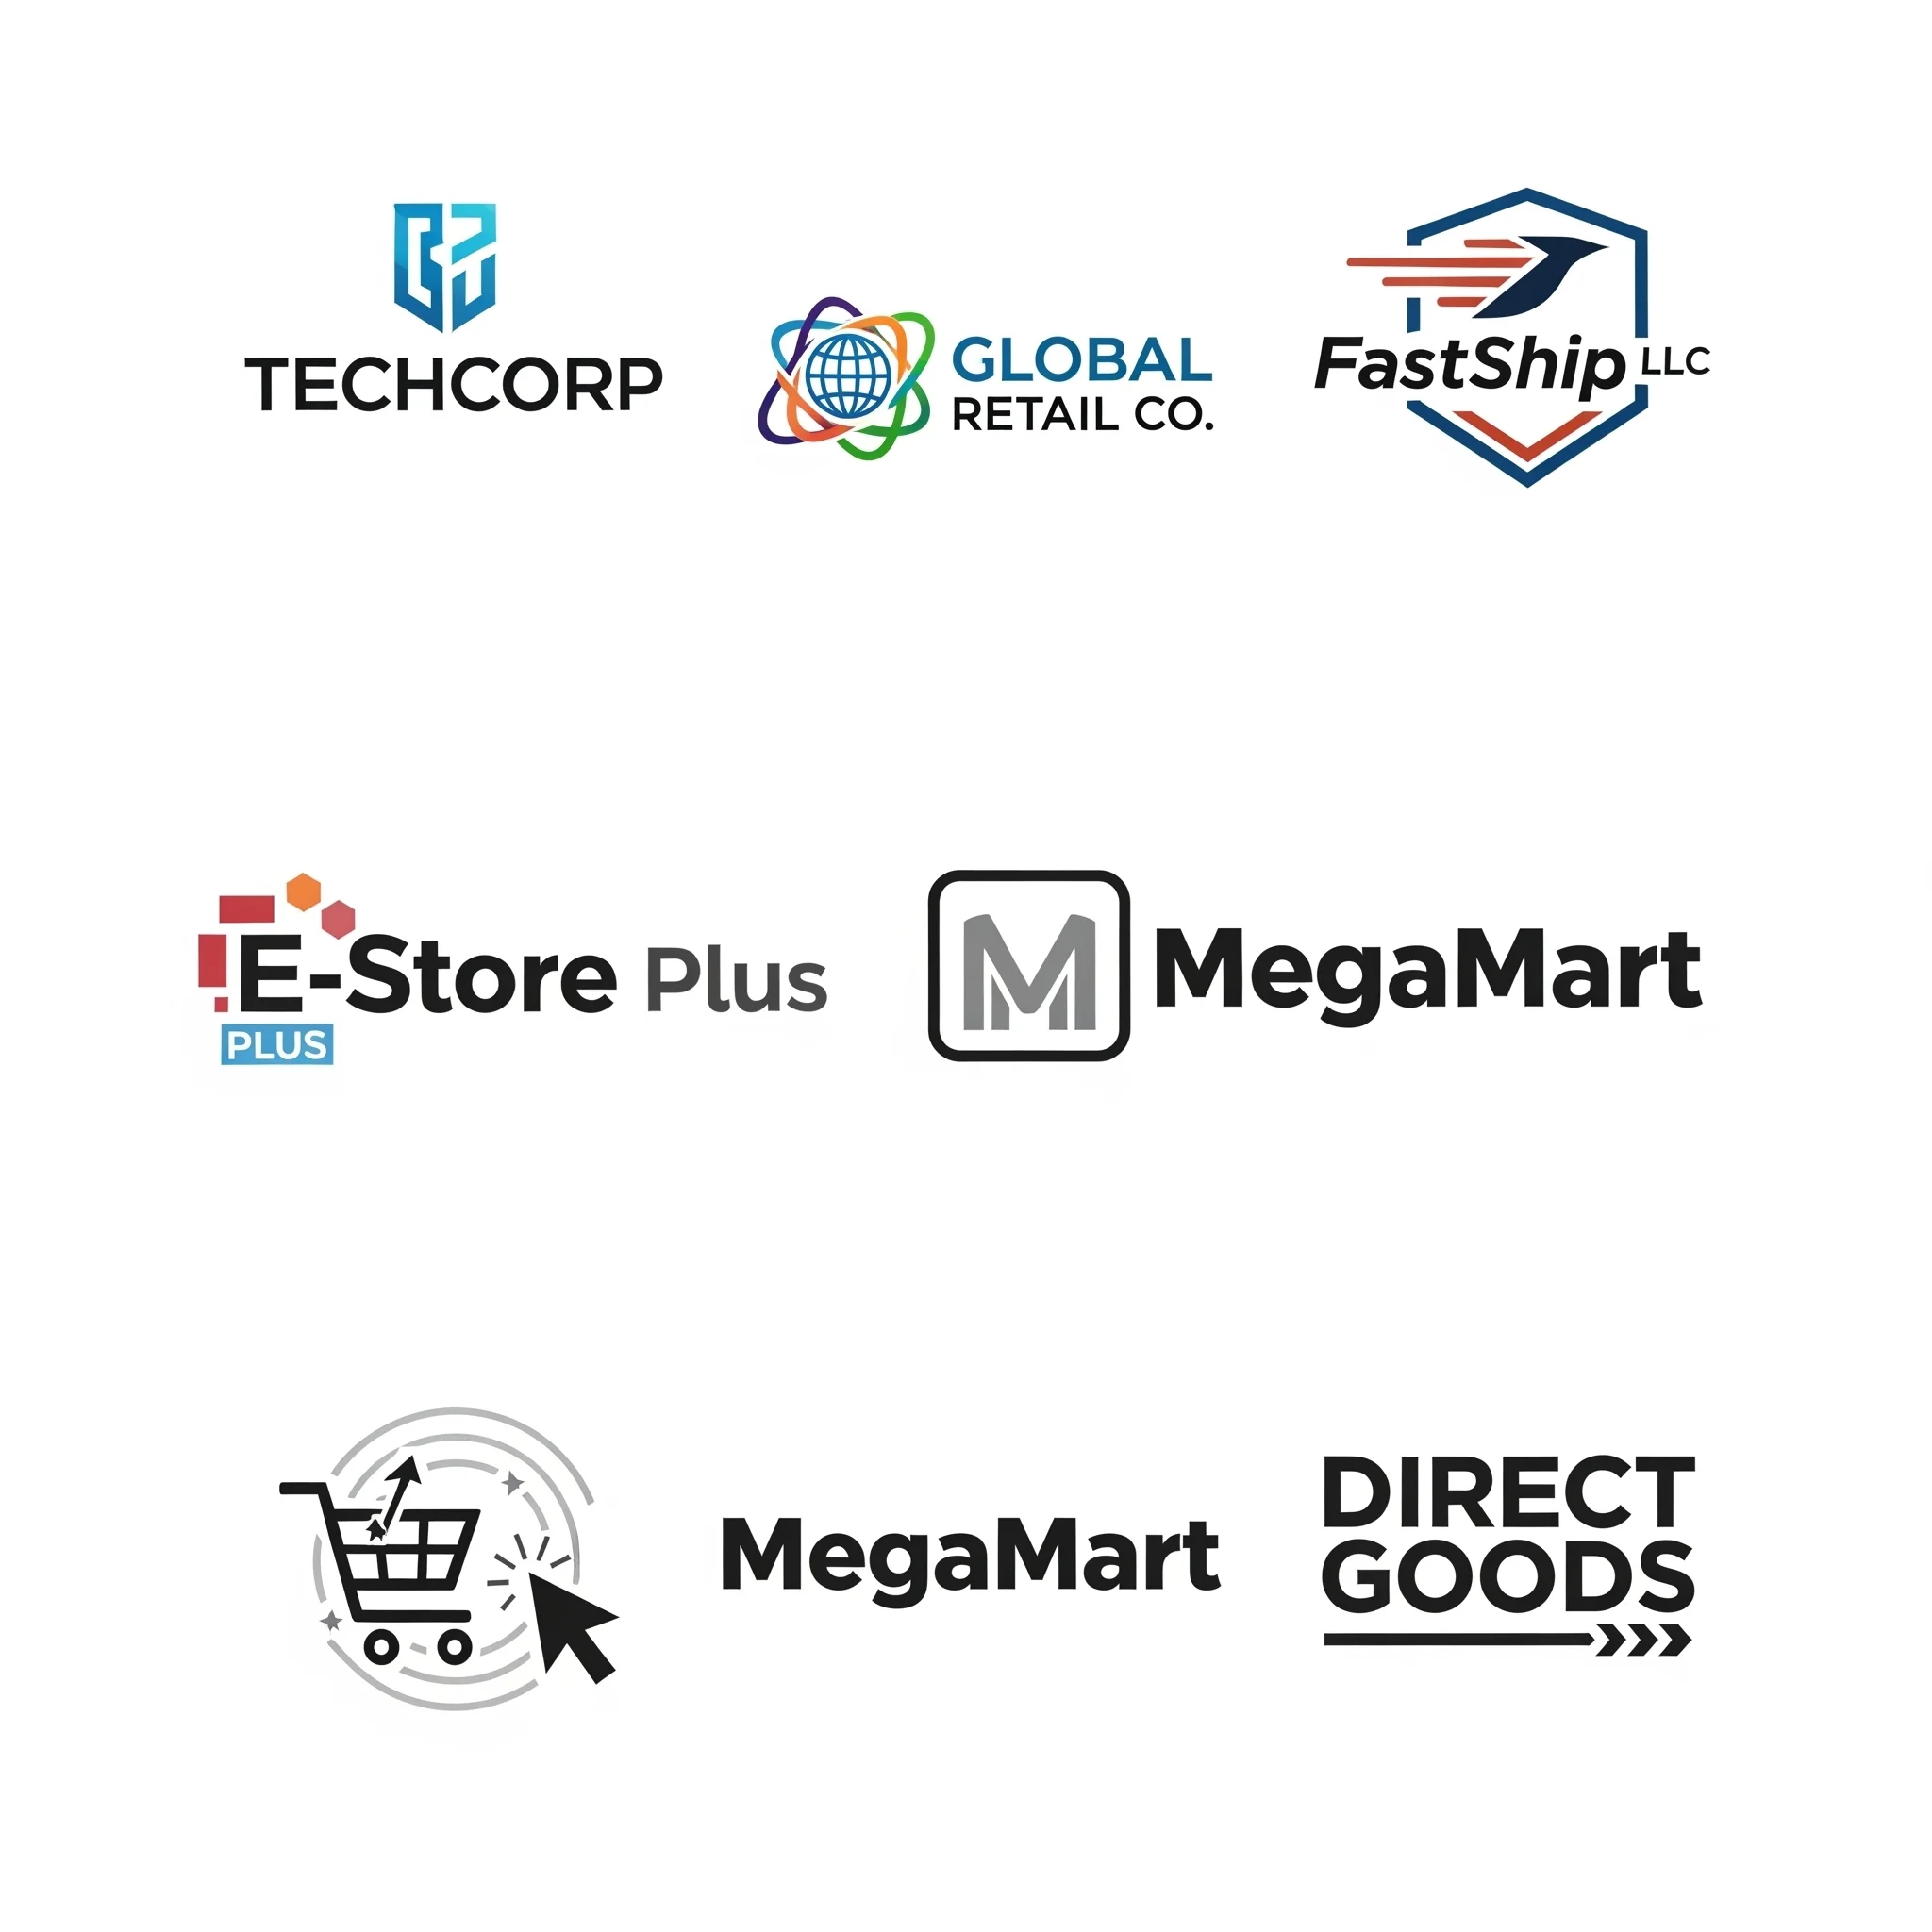 TECHCORP
GLOBAL
RETAIL CO.
FastShip LLC
E-Store Plus
PLUS
M
MegaMart
MegaMart
DIRECT
GOODS